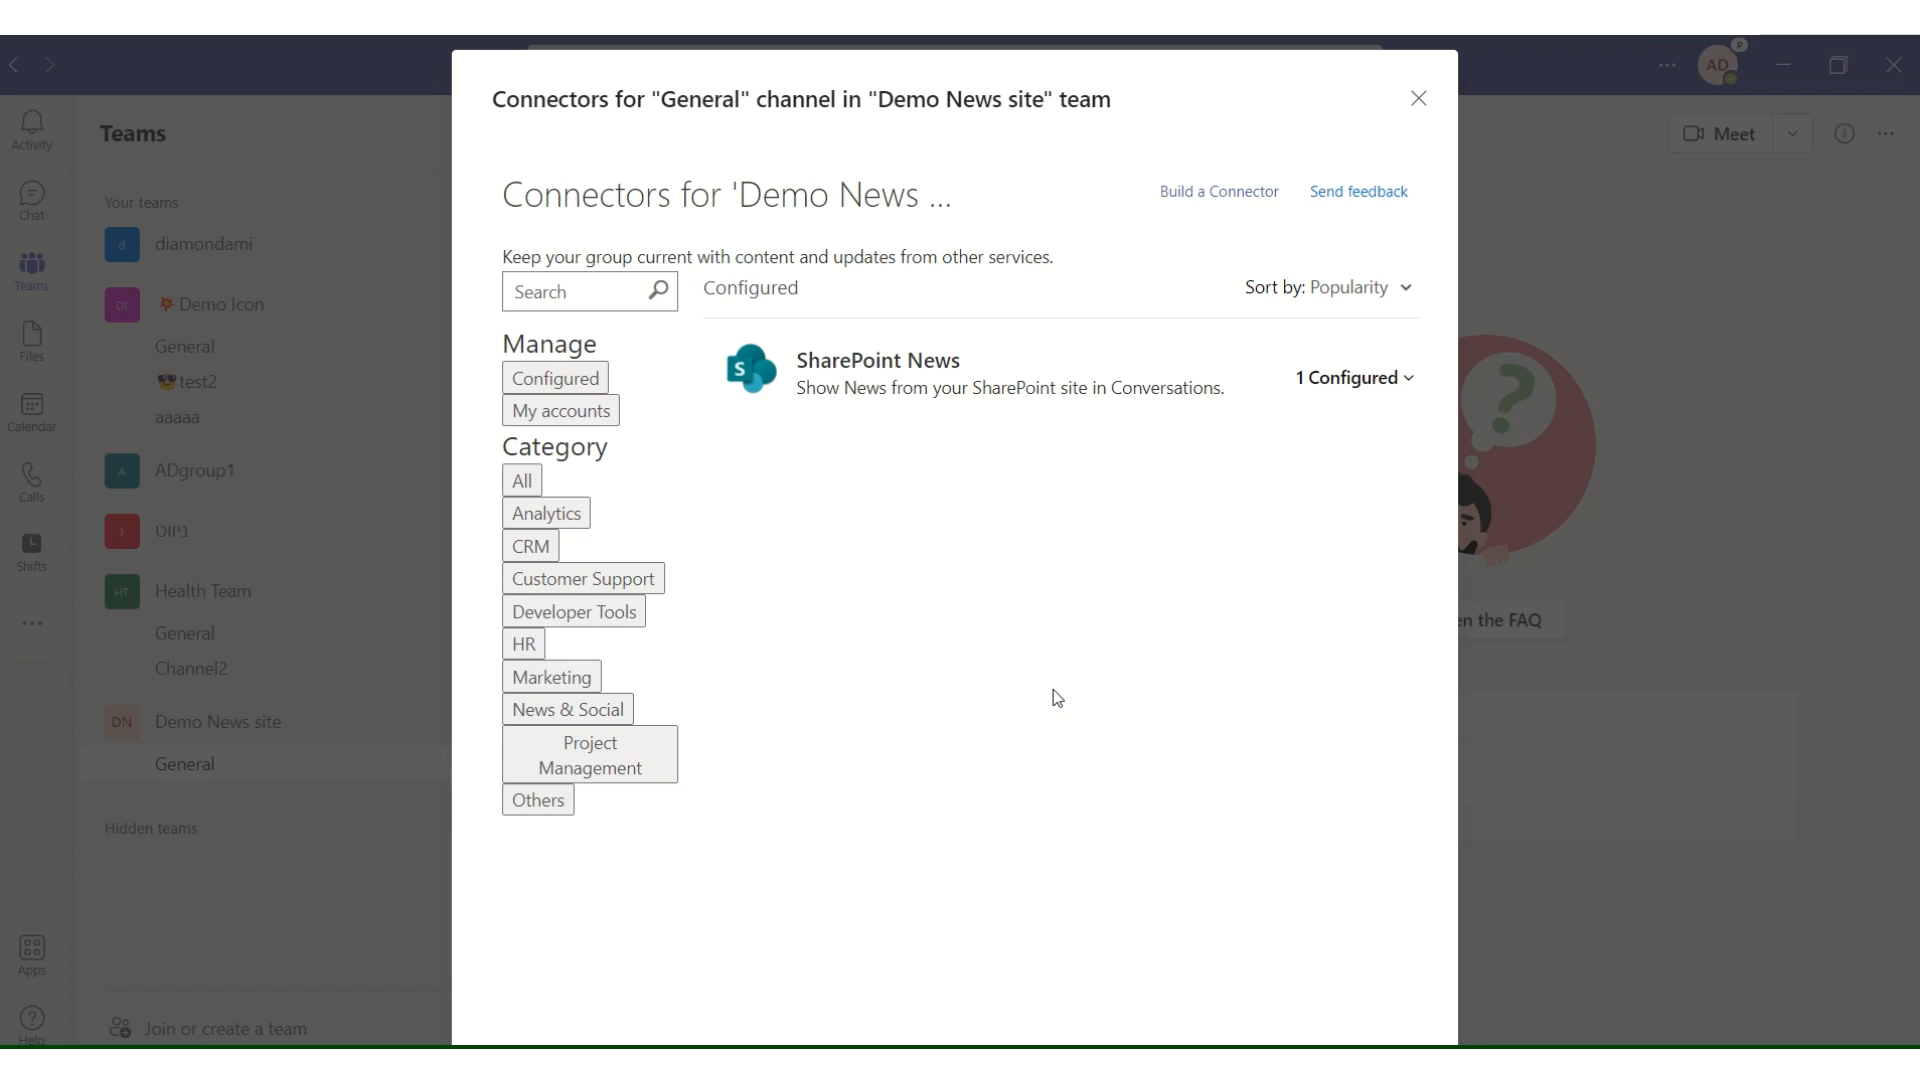 P
AD
Activity
Chat
Teams
Files
Calendar
Calls
Shifts
Apps
Help
Teams
Your teams
d diamondami
DI 💥 Demo Icon
General
😎test2
aaaaa
A ADgroup1
נ ניווט
HT Health Team
General
Channel2
DN Demo News site
General
Hidden teams
Join or create a team
Connectors for "General" channel in "Demo News site" team
Connectors for 'Demo News ...
Build a Connector Send feedback
Keep your group current with content and updates from other services.
Search
Configured
Sort by: Popularity
Manage
Configured
My accounts
Category
All
Analytics
CRM
Customer Support
Developer Tools
HR
Marketing
News & Social
Project
Management
Others
S
SharePoint News
Show News from your SharePoint site in Conversations.
1 Configured
Meet
?
en the FAQ